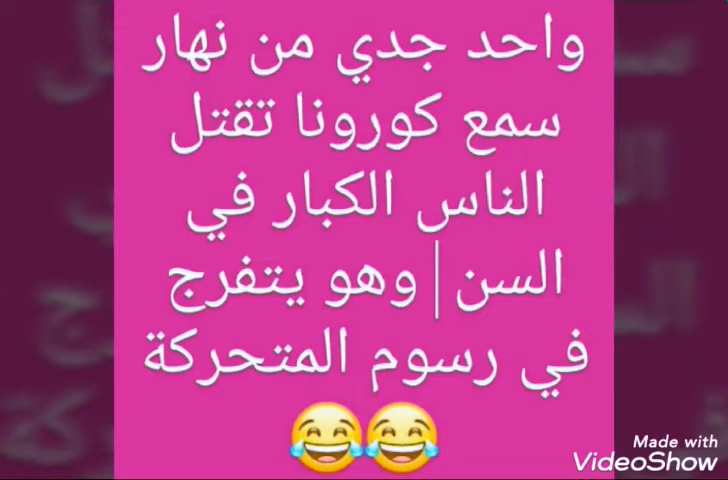 واحد جدي من نهار
سمع كورونا تقتل
الناس الكبار في
السن وهو يتفرج
في رسوم المتحركة
😂😂
Made with
VideoShow